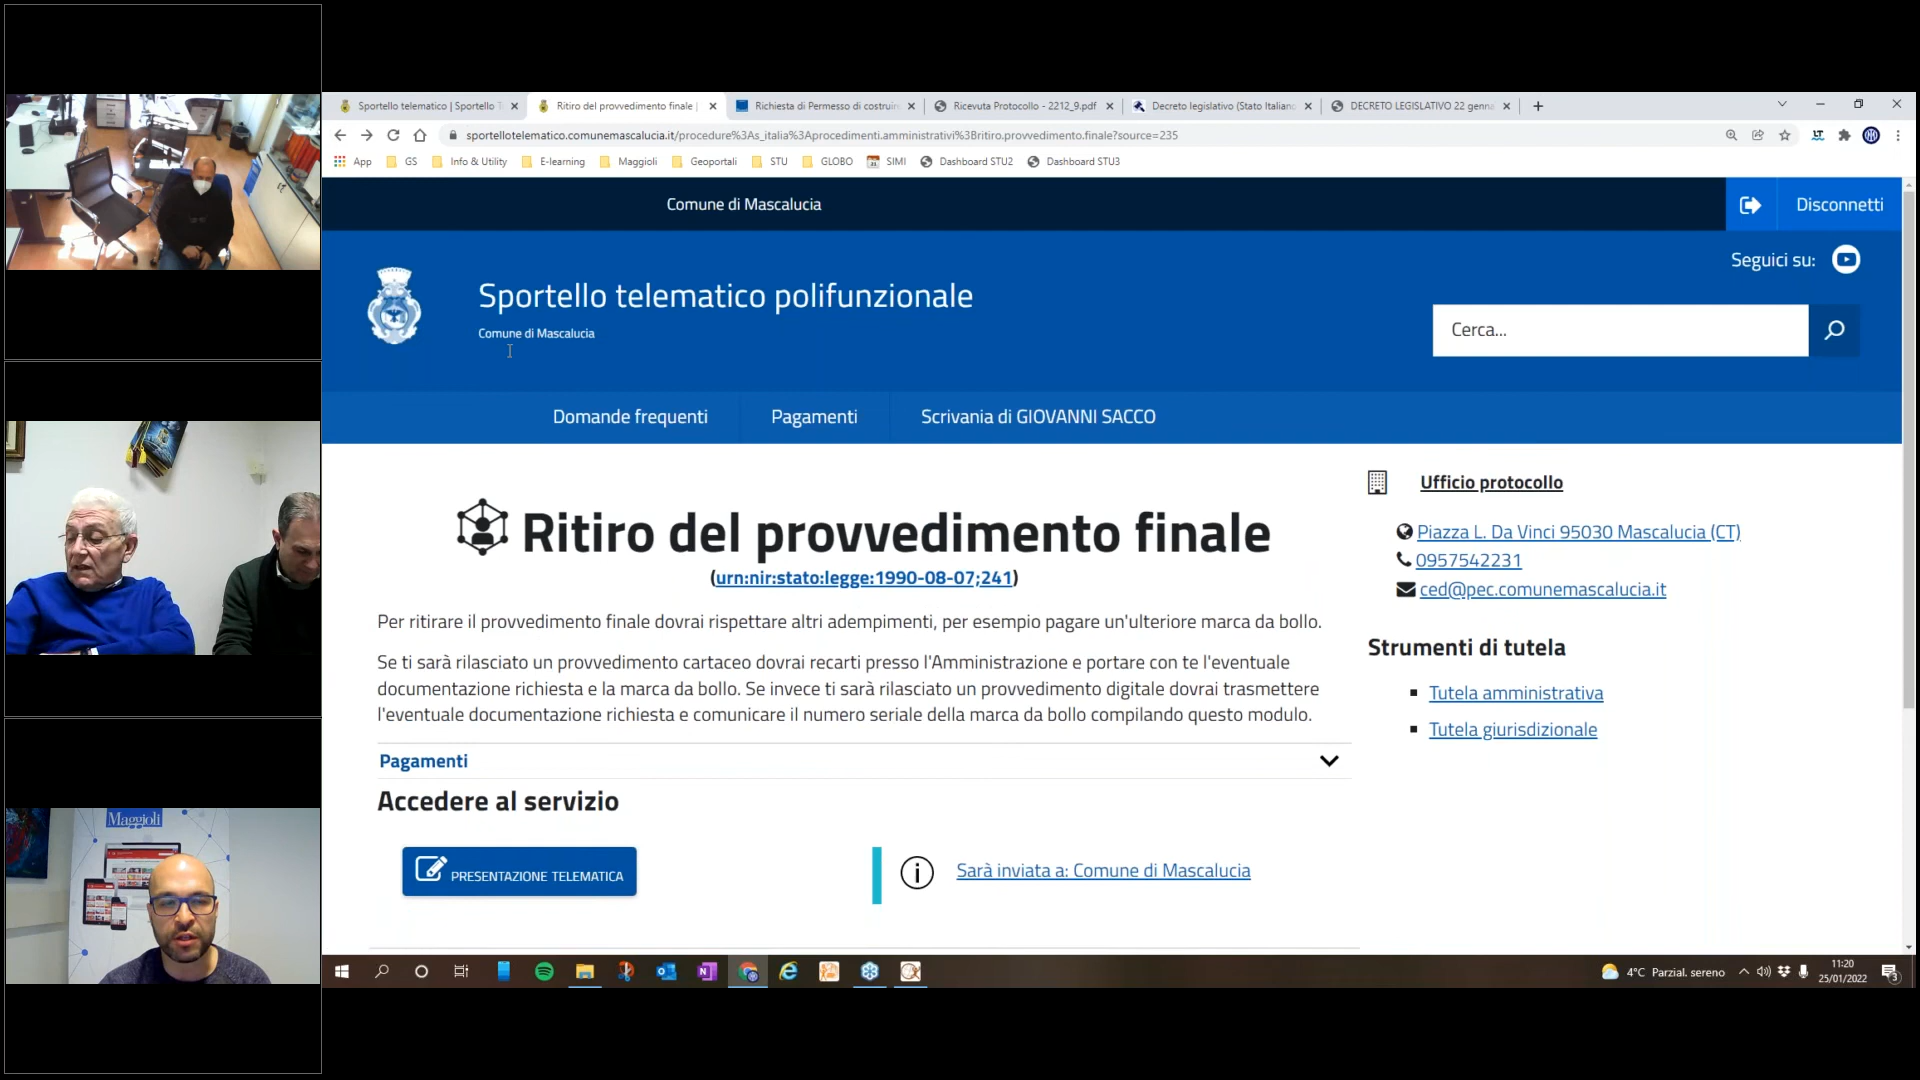 Maggioli
Sportello telematico | Sportello T
Ritiro del provvedimento finale |
Richiesta di Permesso di costruir
Ricevuta Protocollo - 2212_9.pdf
Decreto legislativo (Stato Italiano
DECRETO LEGISLATIVO 22 genna
sportellotelematico.comunemascalucia.it/procedure%3As_italia%3Aprocedimenti.amministrativi%3Britiro.provvedimento.finale?source=235
App
GS
Info & Utility
E-learning
Maggioli
Geoportali
STU
GLOBO
SIMI
Dashboard STU2
Dashboard STU3
Comune di Mascalucia
Disconnetti
Seguici su:
Sportello telematico polifunzionale
Comune di Mascalucia
Cerca...
Domande frequenti
Pagamenti
Scrivania di GIOVANNI SACCO
Ritiro del provvedimento finale
(urn:nir:stato:legge:1990-08-07;241)
Per ritirare il provvedimento finale dovrai rispettare altri adempimenti, per esempio pagare un'ulteriore marca da bollo.
Se ti sarà rilasciato un provvedimento cartaceo dovrai recarti presso l'Amministrazione e portare con te l'eventuale
documentazione richiesta e la marca da bollo. Se invece ti sarà rilasciato un provvedimento digitale dovrai trasmettere
l'eventuale documentazione richiesta e comunicare il numero seriale della marca da bollo compilando questo modulo.
Pagamenti
Accedere al servizio
PRESENTAZIONE TELEMATICA
Sarà inviata a: Comune di Mascalucia
Ufficio protocollo
Piazza L. Da Vinci 95030 Mascalucia (CT)
0957542231
ced@pec.comunemascalucia.it
Strumenti di tutela
Tutela amministrativa
Tutela giurisdizionale
4°C Parzial. sereno
11:20
25/01/2022
3